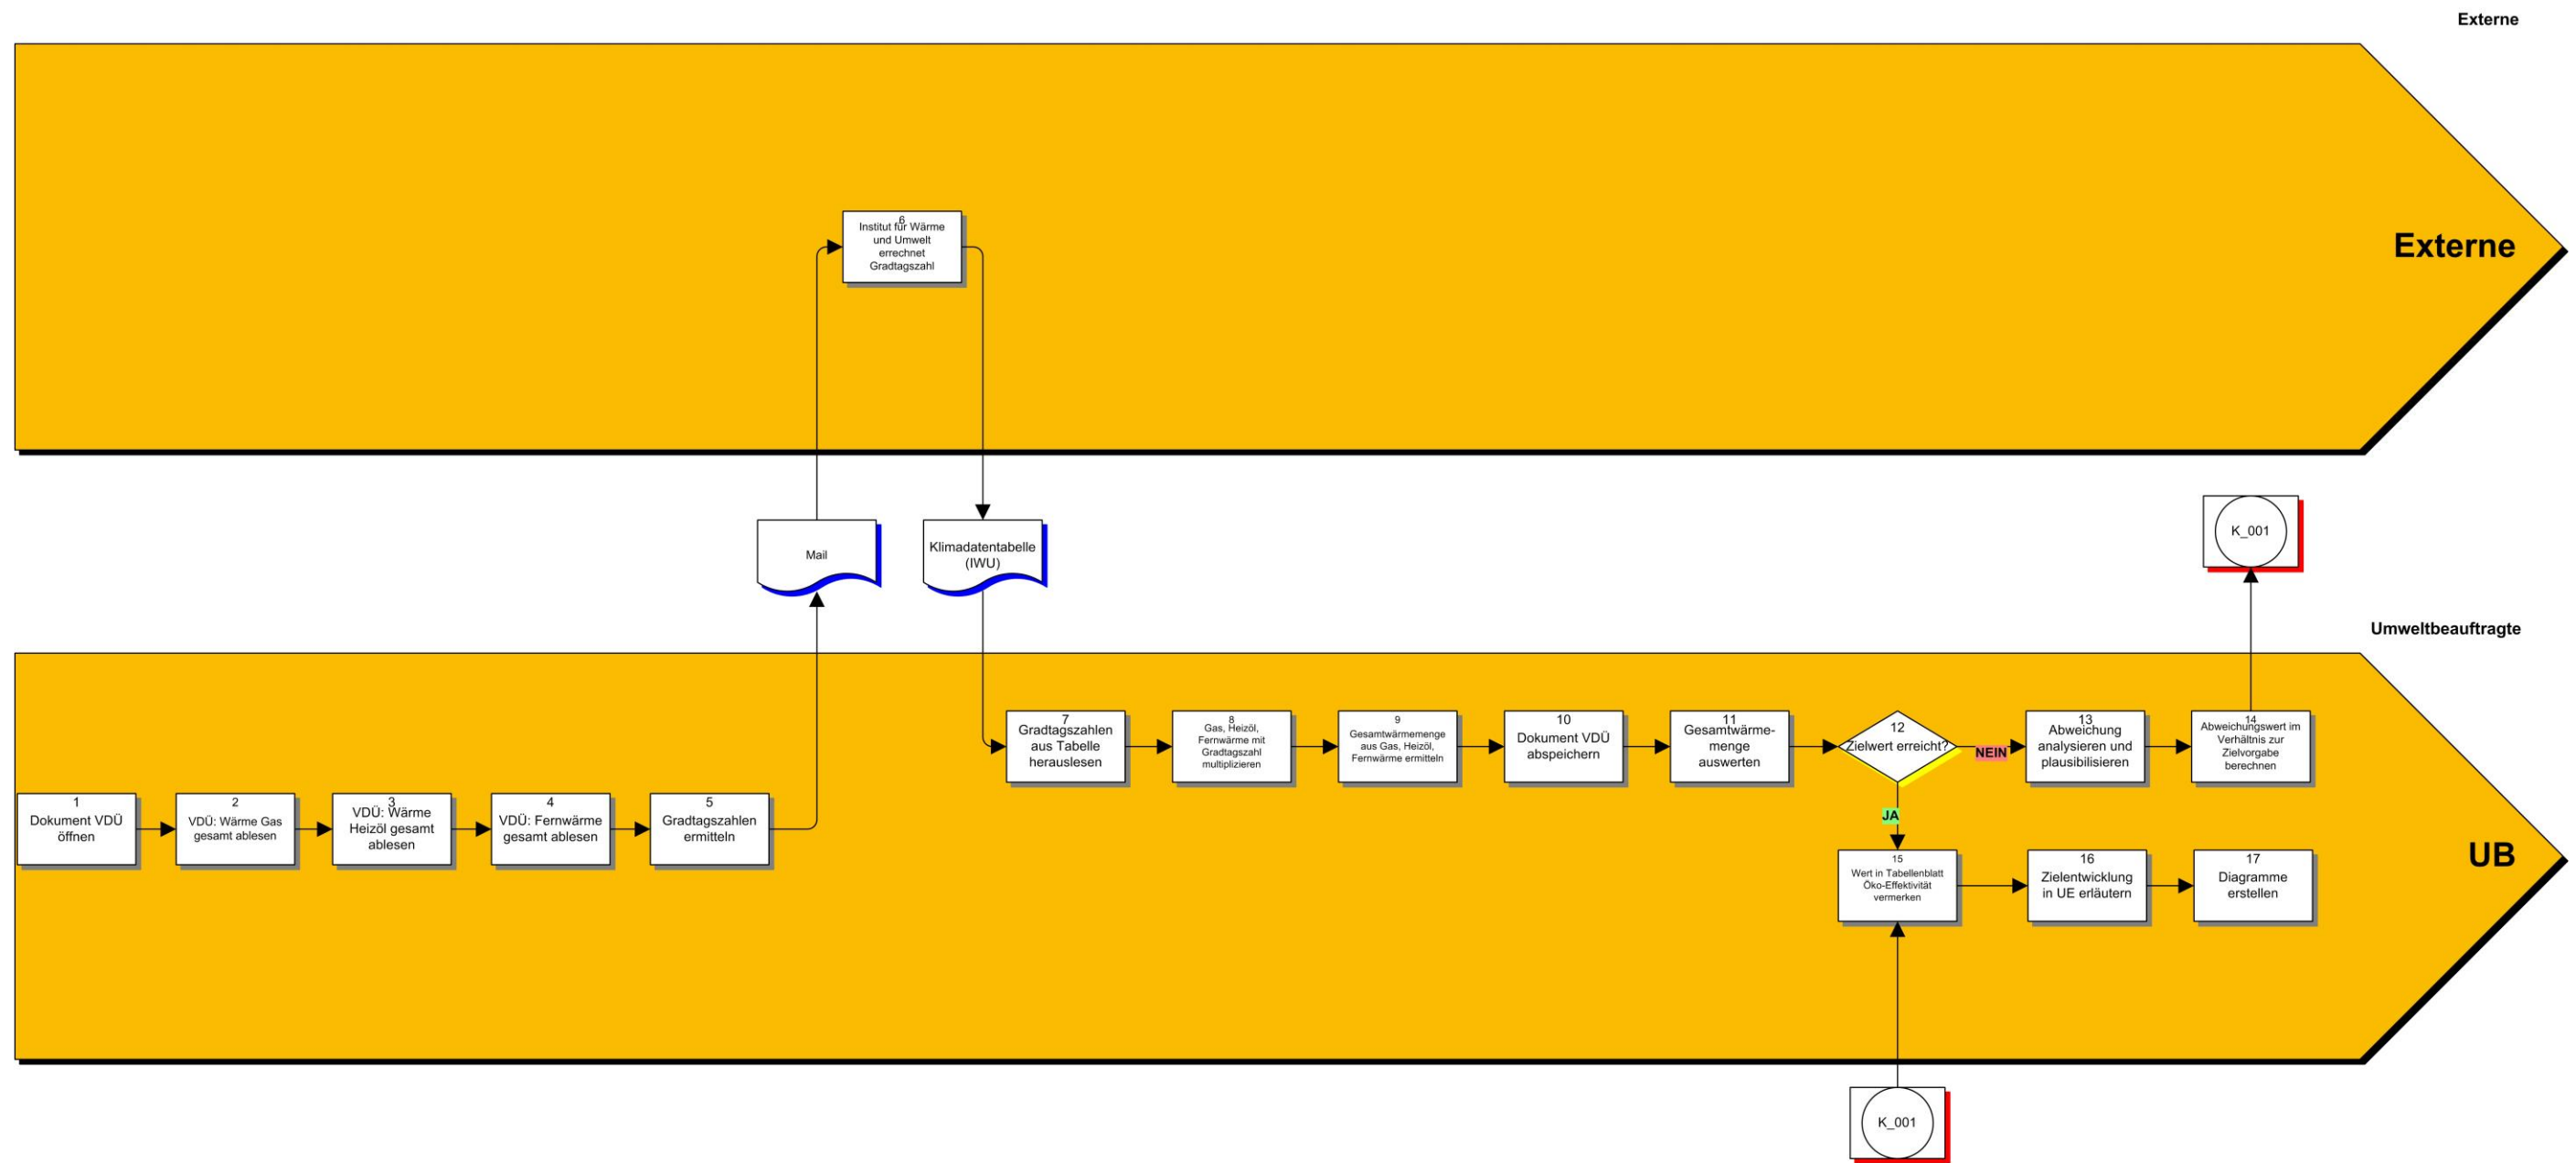 Externe
6
Institut für Wärme
und Umwelt
errechnet
Gradtagszahl
Externe
Mail
Klimadatentabelle
(IWU)
K_001
Umweltbeauftragte
1
Dokument VDÜ
öffnen
2
VDÜ: Wärme Gas
gesamt ablesen
3
VDÜ: Wärme
Heizöl gesamt
ablesen
4
VDÜ: Fernwärme
gesamt ablesen
5
Gradtagszahlen
ermitteln
7
Gradtagszahlen
aus Tabelle
herauslesen
8
Gas, Heizöl,
Fernwärme mit
Gradtagszahl
multiplizieren
9
Gesamtwärmemenge
aus Gas, Heizöl,
Fernwärme ermitteln
10
Dokument VDÜ
abspeichern
11
Gesamtwärme-
menge
auswerten
12
Zielwert erreicht?
NEIN
13
Abweichung
analysieren und
plausibilisieren
14
Abweichungswert im
Verhältnis zur
Zielvorgabe
berechnen
JA
15
Wert in Tabellenblatt
Öko-Effektivität
vermerken
16
Zielentwicklung
in UE erläutern
17
Diagramme
erstellen
UB
K_001